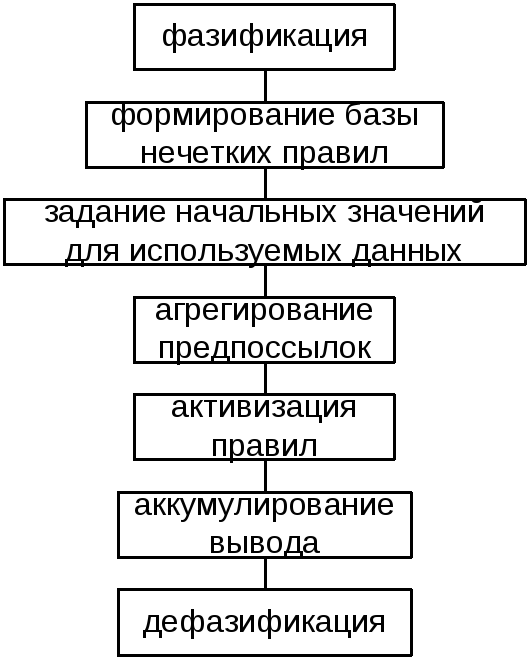 фазификация
формирование базы
нечетких правил
задание начальных значений
для используемых данных
агрегирование
предпоссылок
активизация
правил
аккумулирование
вывода
дефазификация